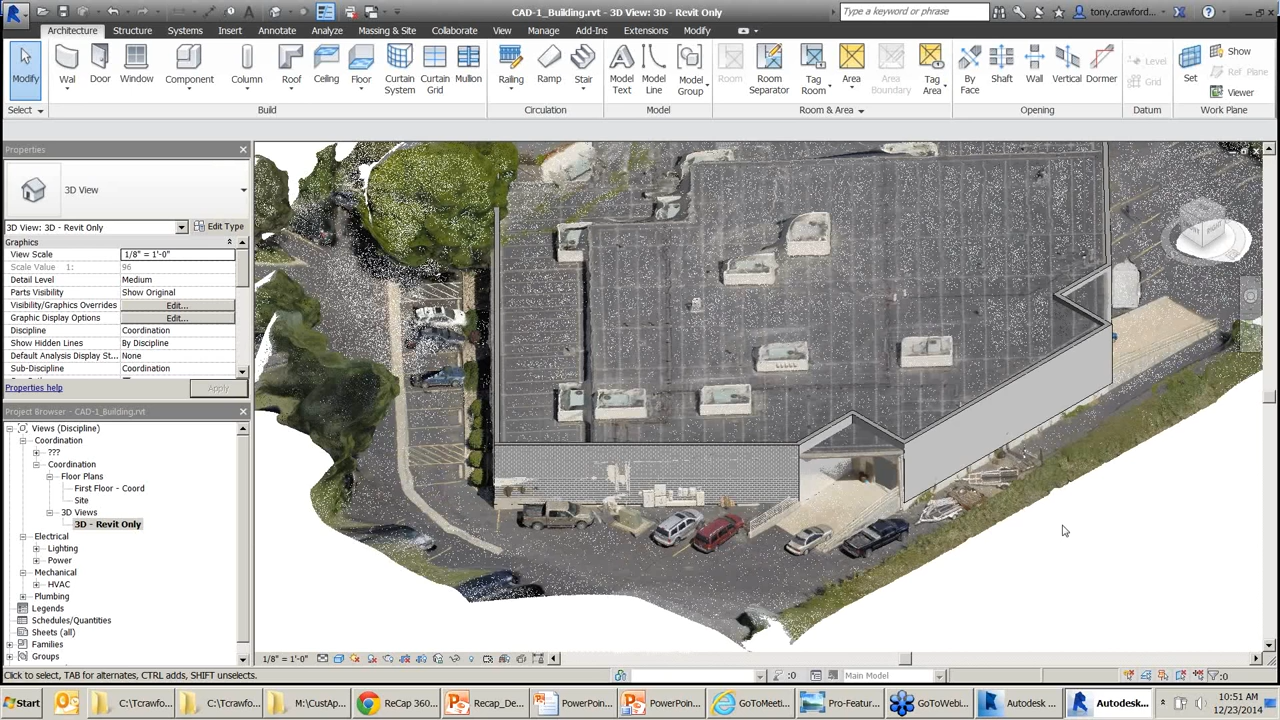 CAD-1_Building.rvt - 3D View: 3D - Revit Only
Type a keyword or phrase
tony.crawford...
Architecture Structure Systems Insert Annotate Analyze Massing & Site Collaborate View Manage Add-Ins Extensions Modify
Modify Wall Door Window Component Column Roof Ceiling Floor Curtain System Curtain Grid Mullion Railing Ramp Stair Model Text Model Line Model Group Room Room Separator Tag Room Area Area Boundary Tag Area By Face Shaft Wall Vertical Dormer Level Grid Set Show Ref Plane Viewer
Select Build Circulation Model Room & Area Opening Datum Work Plane
Properties
3D View
3D View: 3D - Revit Only Edit Type
Graphics
View Scale 1/8" = 1'-0"
Scale Value 1: 96
Detail Level Medium
Parts Visibility Show Original
Visibility/Graphics Overrides Edit...
Graphic Display Options Edit...
Discipline Coordination
Show Hidden Lines By Discipline
Default Analysis Display St... None
Sub-Discipline Coordination
Properties help Apply
Project Browser - CAD-1_Building.rvt
Views (Discipline)
Coordination
???
Coordination
Floor Plans
First Floor - Coord
Site
3D Views
3D - Revit Only
Electrical
Lighting
Power
Mechanical
HVAC
Plumbing
Legends
Schedules/Quantities
Sheets (all)
Families
Groups
1/8" = 1'-0"
Click to select, TAB for alternates, CTRL adds, SHIFT unselects.
:0 Main Model :0
Start C:\Tcrawfo... C:\Tcrawfo... M:\CustAp... ReCap 360... Recap_De... PowerPoin... PowerPoin... GoToMeeti... Pro-Featur... GoToWebi... Autodesk ... Autodesk...
10:51 AM
12/23/2014